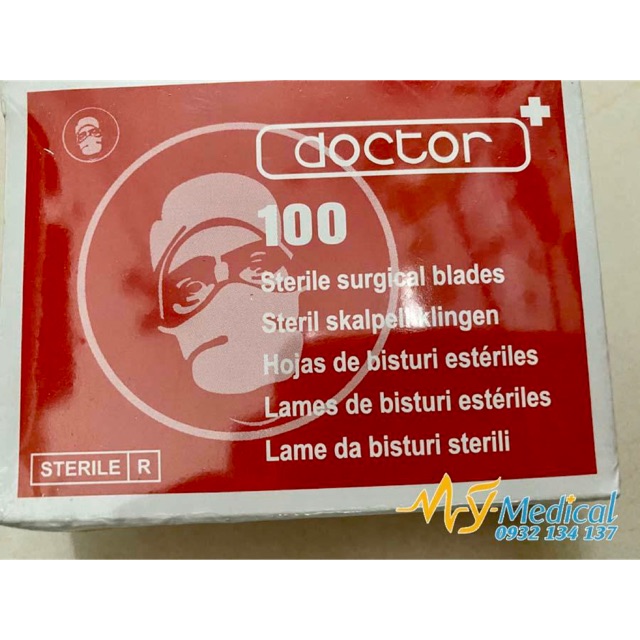 doctor
100
Sterile surgical blades
Steril skalpellklingen
Hojas de bisturi estériles
Lames de bisturi estériles
Lame da bisturi sterili
STERILE R
My Medical
0932 134 137